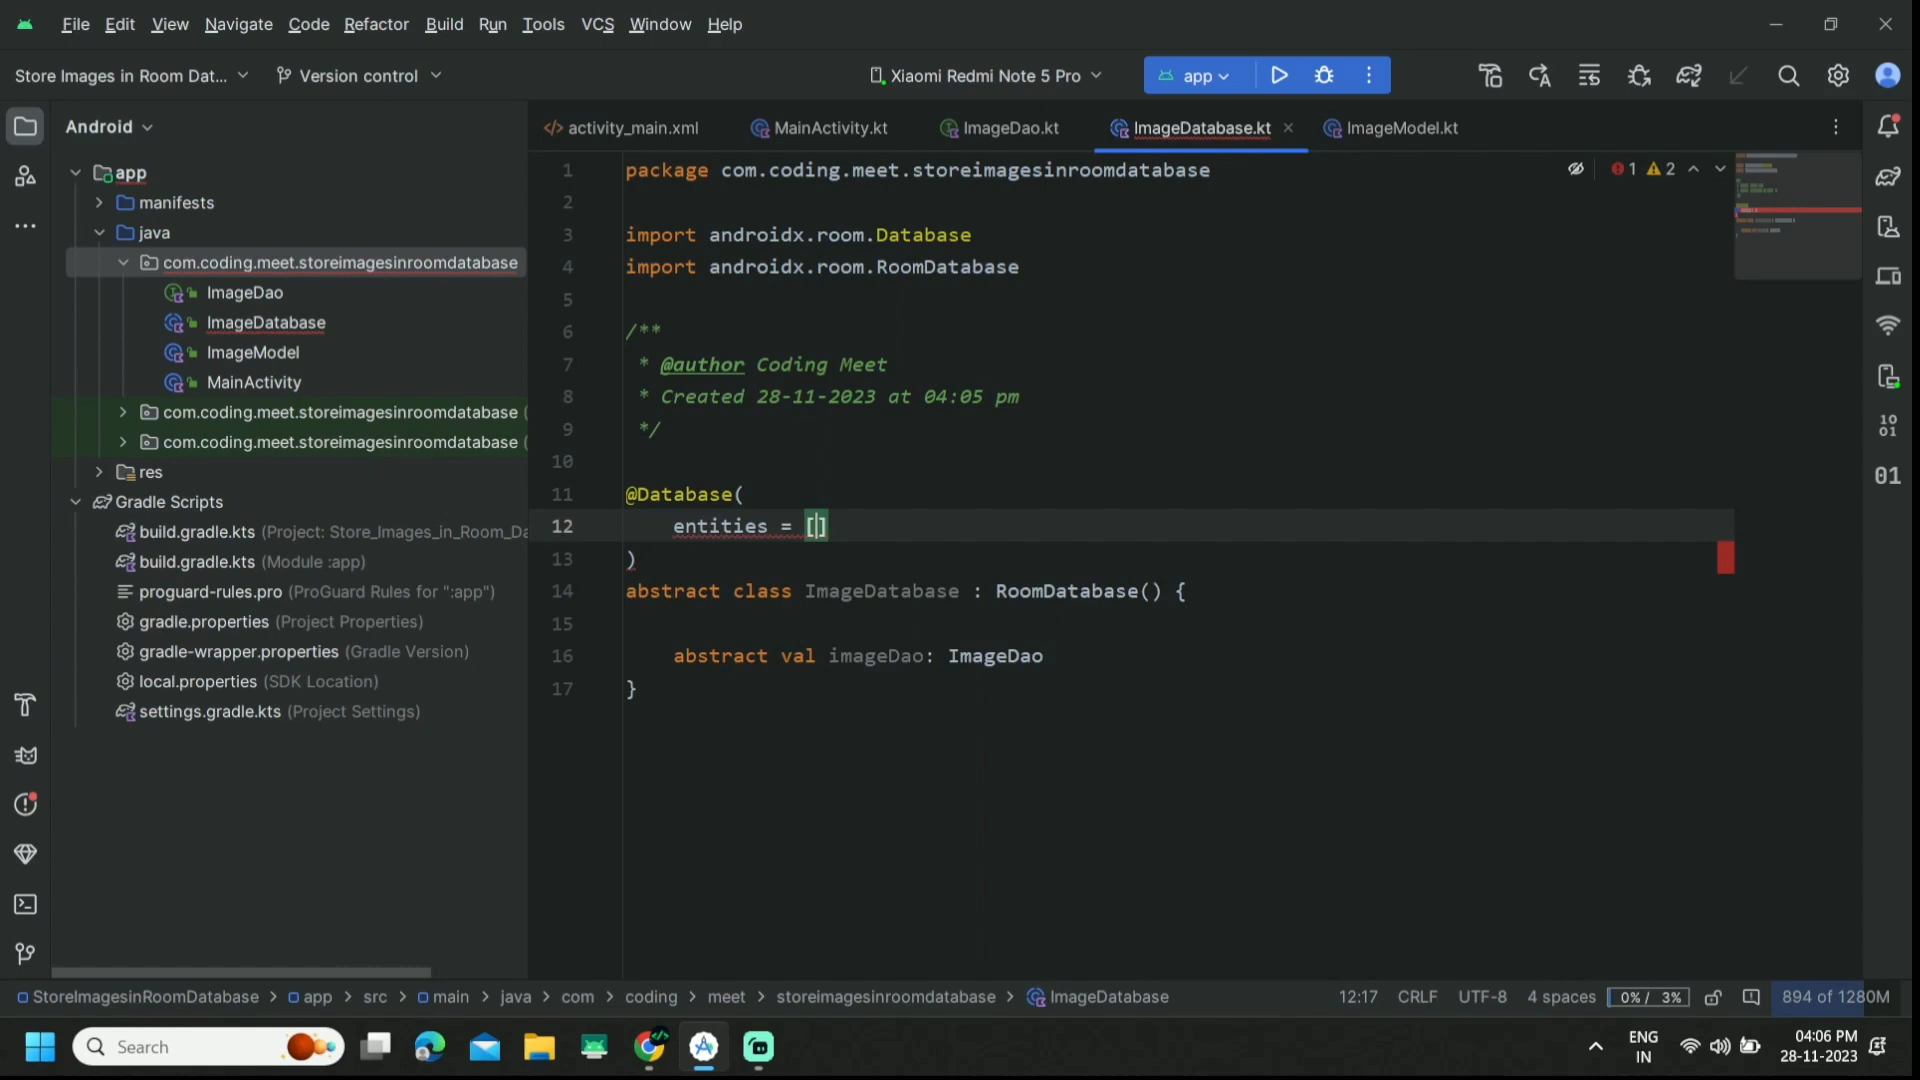 File Edit View Navigate Code Refactor Build Run Tools VCS Window Help
Store Images in Room Dat... Version control Xiaomi Redmi Note 5 Pro app
Android
app
manifests
java
com.coding.meet.storeimagesinroomdatabase
ImageDao
ImageDatabase
ImageModel
MainActivity
com.coding.meet.storeimagesinroomdatabase (
com.coding.meet.storeimagesinroomdatabase (
res
Gradle Scripts
build.gradle.kts (Project: Store_Images_in_Room_Da
build.gradle.kts (Module :app)
proguard-rules.pro (ProGuard Rules for ":app")
gradle.properties (Project Properties)
gradle-wrapper.properties (Gradle Version)
local.properties (SDK Location)
settings.gradle.kts (Project Settings)
activity_main.xml MainActivity.kt ImageDao.kt ImageDatabase.kt ImageModel.kt
1 package com.coding.meet.storeimagesinroomdatabase
1 2
2
3 import androidx.room.Database
4 import androidx.room.RoomDatabase
5
6 /**
7 * @author Coding Meet
8 * Created 28-11-2023 at 04:05 pm
9 */
10
11 @Database(
12 entities = []
13 )
14 abstract class ImageDatabase : RoomDatabase() {
15
16 abstract val imageDao: ImageDao
17 }
10
01
01
StoreImagesinRoomDatabase > app > src > main > java > com > coding > meet > storeimagesinroomdatabase > ImageDatabase 12:17 CRLF UTF-8 4 spaces 0% / 3% 894 of 1280M
Search
ENG
IN
04:06 PM
28-11-2023